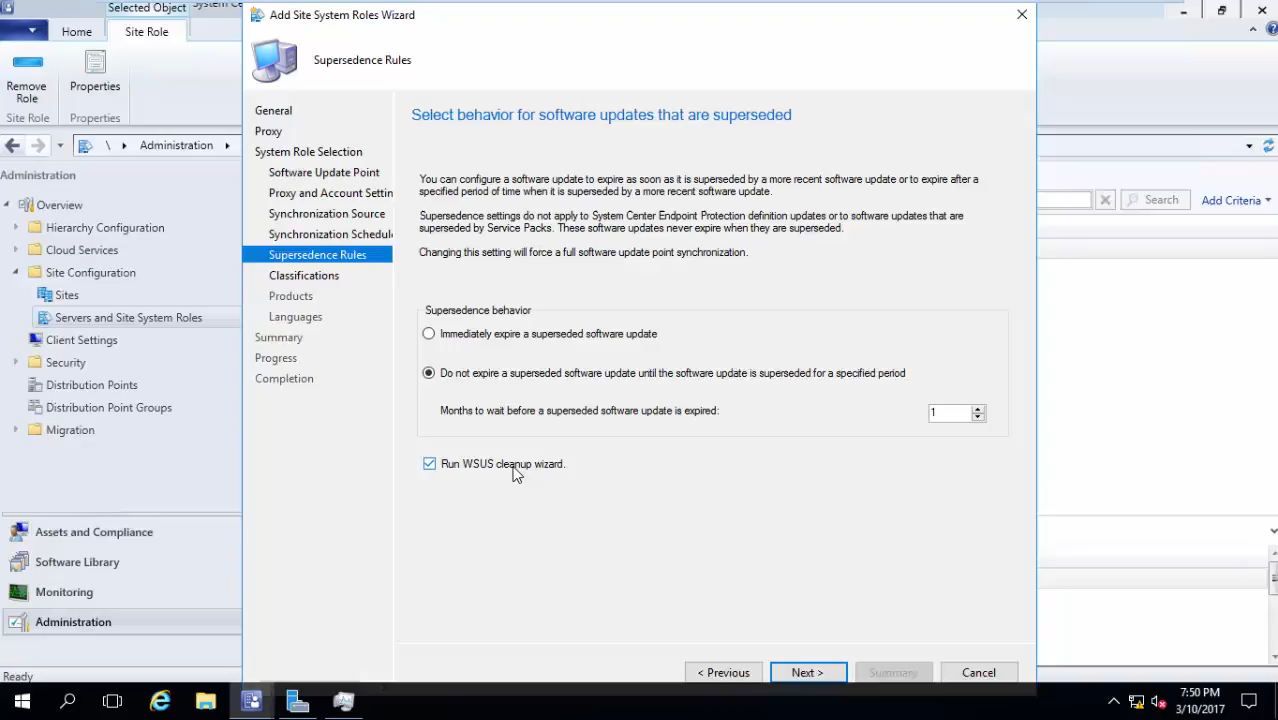 Selected Object
Add Site System Roles Wizard
Home
Site Role
Supersedence Rules
Remove
Role
Properties
Site Role
Properties
\
Administration
Administration
Overview
Hierarchy Configuration
Cloud Services
Site Configuration
Sites
Servers and Site System Roles
Client Settings
Security
Distribution Points
Distribution Point Groups
Migration
Assets and Compliance
Software Library
Monitoring
Administration
Ready
General
Proxy
System Role Selection
Software Update Point
Proxy and Account Settin
Synchronization Source
Synchronization Schedul
Supersedence Rules
Classifications
Products
Languages
Summary
Progress
Completion
Select behavior for software updates that are superseded
You can configure a software update to expire as soon as it is superseded by a more recent software update or to expire after a
specified period of time when it is superseded by a more recent software update.
Supersedence settings do not apply to System Center Endpoint Protection definition updates or to software updates that are
superseded by Service Packs. These software updates never expire when they are superseded.
Changing this setting will force a full software update point synchronization.
Supersedence behavior
Immediately expire a superseded software update
Do not expire a superseded software update until the software update is superseded for a specified period
Months to wait before a superseded software update is expired:
1
Run WSUS cleanup wizard.
< Previous
Next >
Summary
Cancel
Search
Add Criteria
7:50 PM
3/10/2017